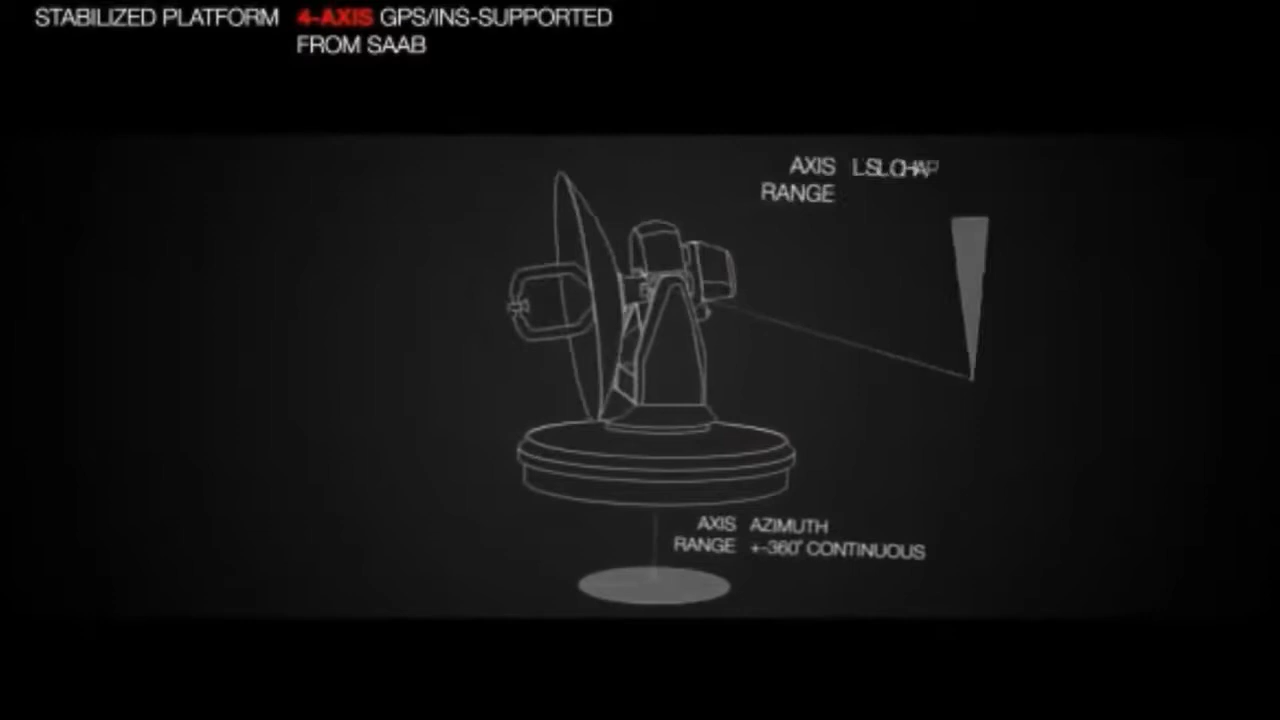 STABILIZED PLATFORM 4-AXIS GPS/INS-SUPPORTED
FROM SAAB
AXIS
RANGE
AXIS AZIMUTH
RANGE +-360° CONTINUOUS